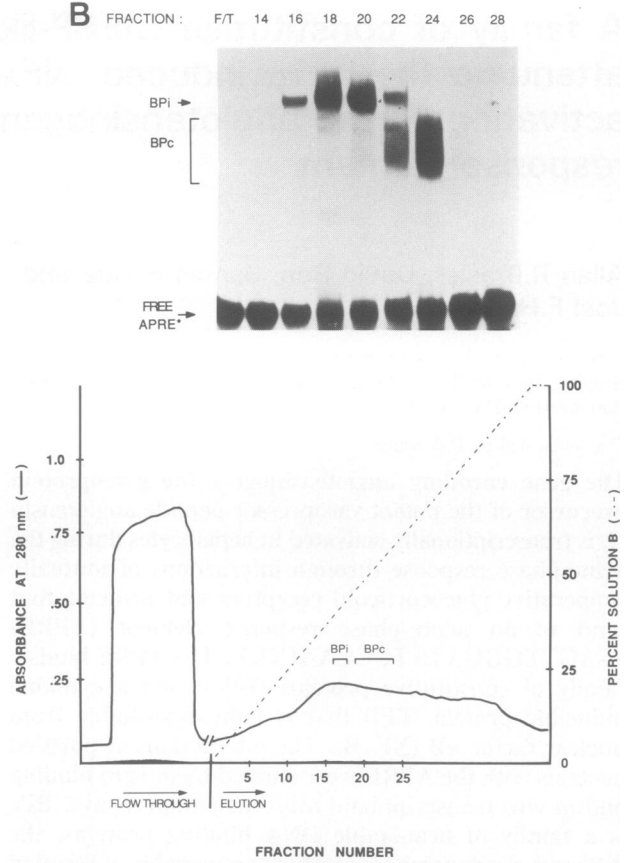 B FRACTION : F/T 14 16 18 20 22 24 26 28
BPi
BPc
FREE
APRE*
ABSORBANCE AT 280 nm (—)
1.0
.75
.50
.25
0
100
75
50
25
0
PERCENT SOLUTION B (---)
BPi BPc
5 10 15 20 25
FLOW THROUGH ELUTION
FRACTION NUMBER